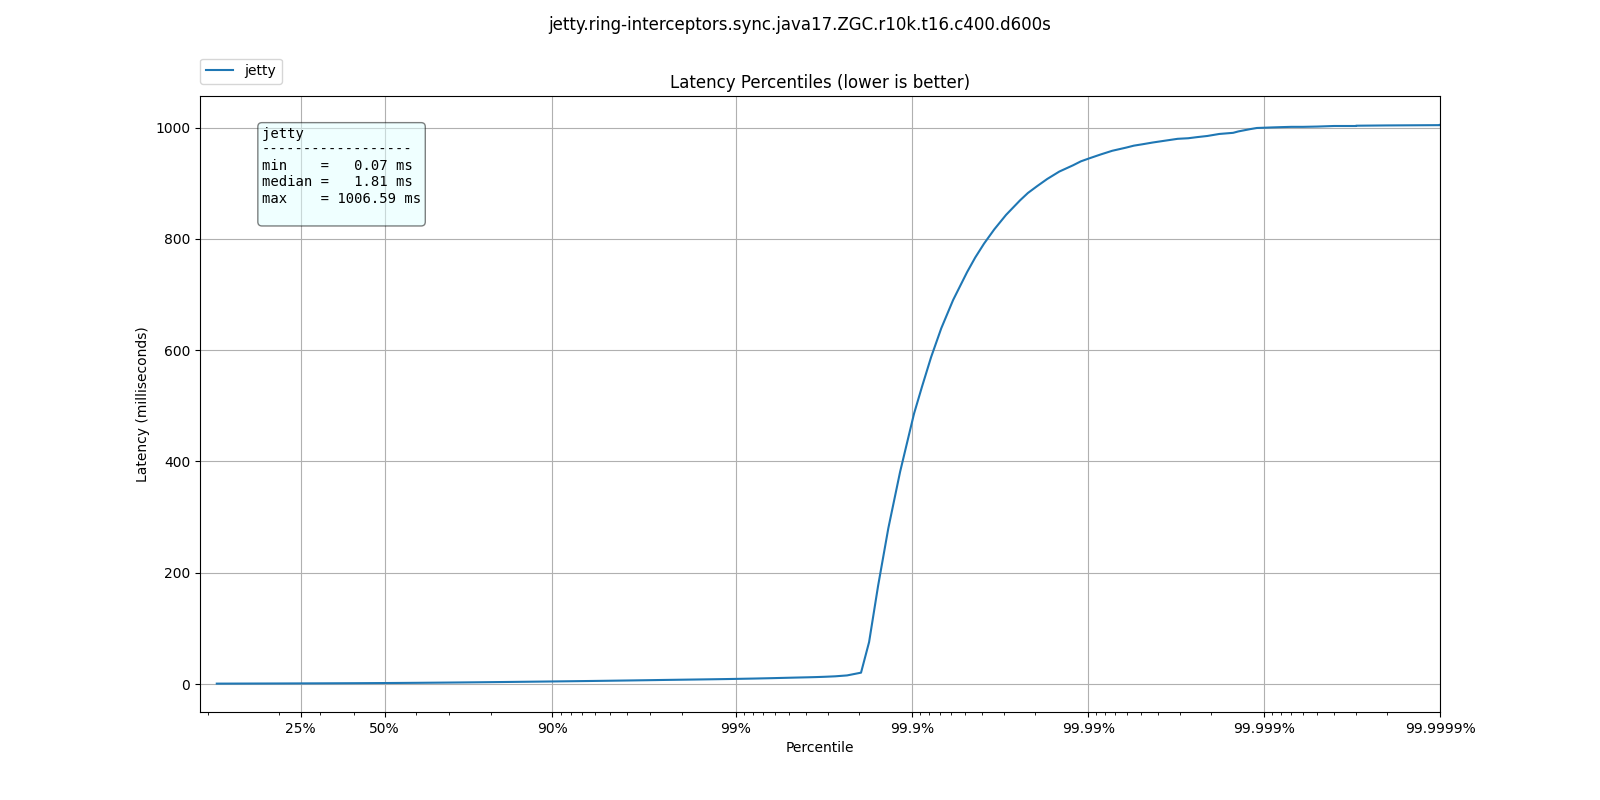 jetty.ring-interceptors.sync.java17.ZGC.r10k.t16.c400.d600s
jetty
Latency Percentiles (lower is better)
jetty
------------------
min    =   0.07 ms
median =   1.81 ms
max    = 1006.59 ms
1000
800
600
400
200
0
Latency (milliseconds)
25% 50% 90% 99% 99.9% 99.99% 99.999% 99.9999%
Percentile